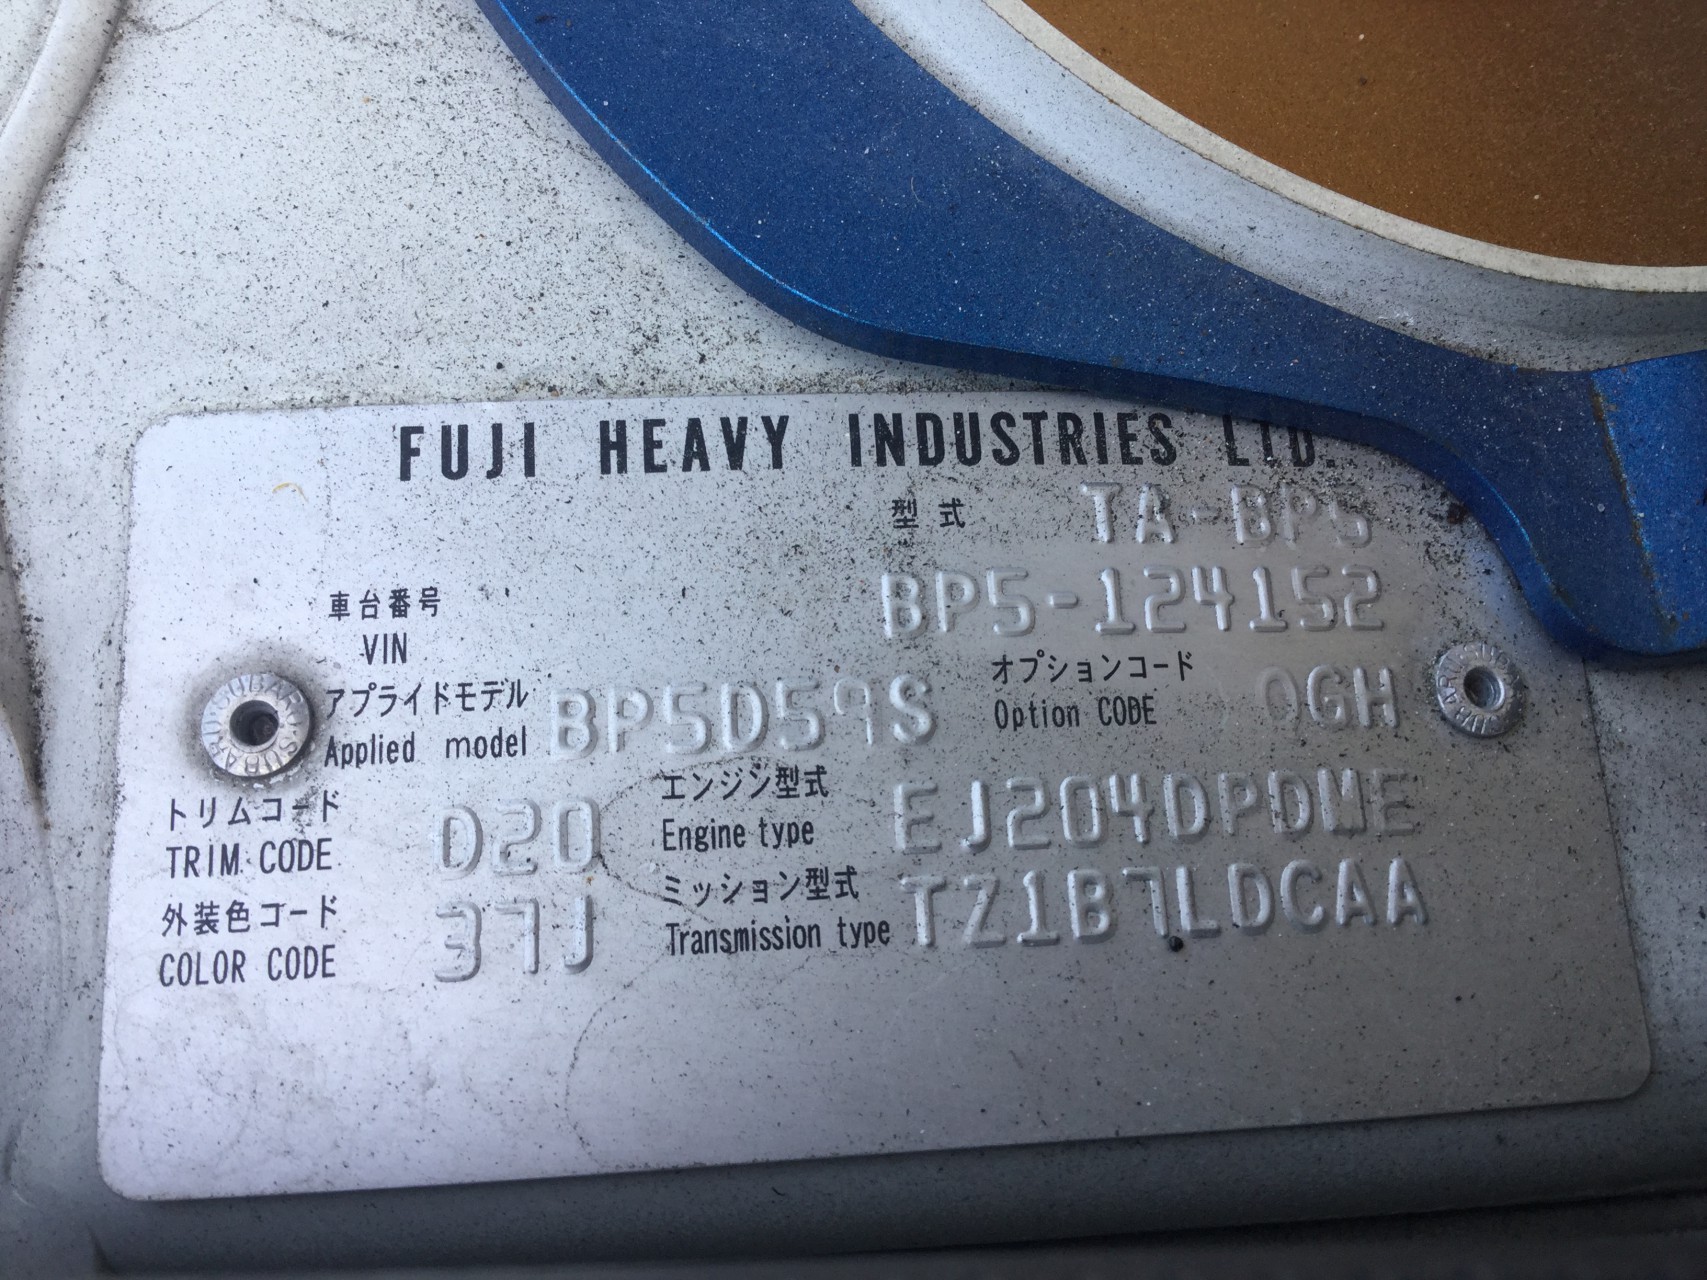 FUJI HEAVY INDUSTRIES LTD.
型式 TA-BP5
車台番号
VIN BP5-124152
アプライドモデル オプションコード
Applied model BP5D59S Option CODE QGH
トリムコード エンジン型式
TRIM CODE D20 Engine type EJ204DPDME
外装色コード ミッション型式
COLOR CODE 37J Transmission type TZ1B7LDCAA